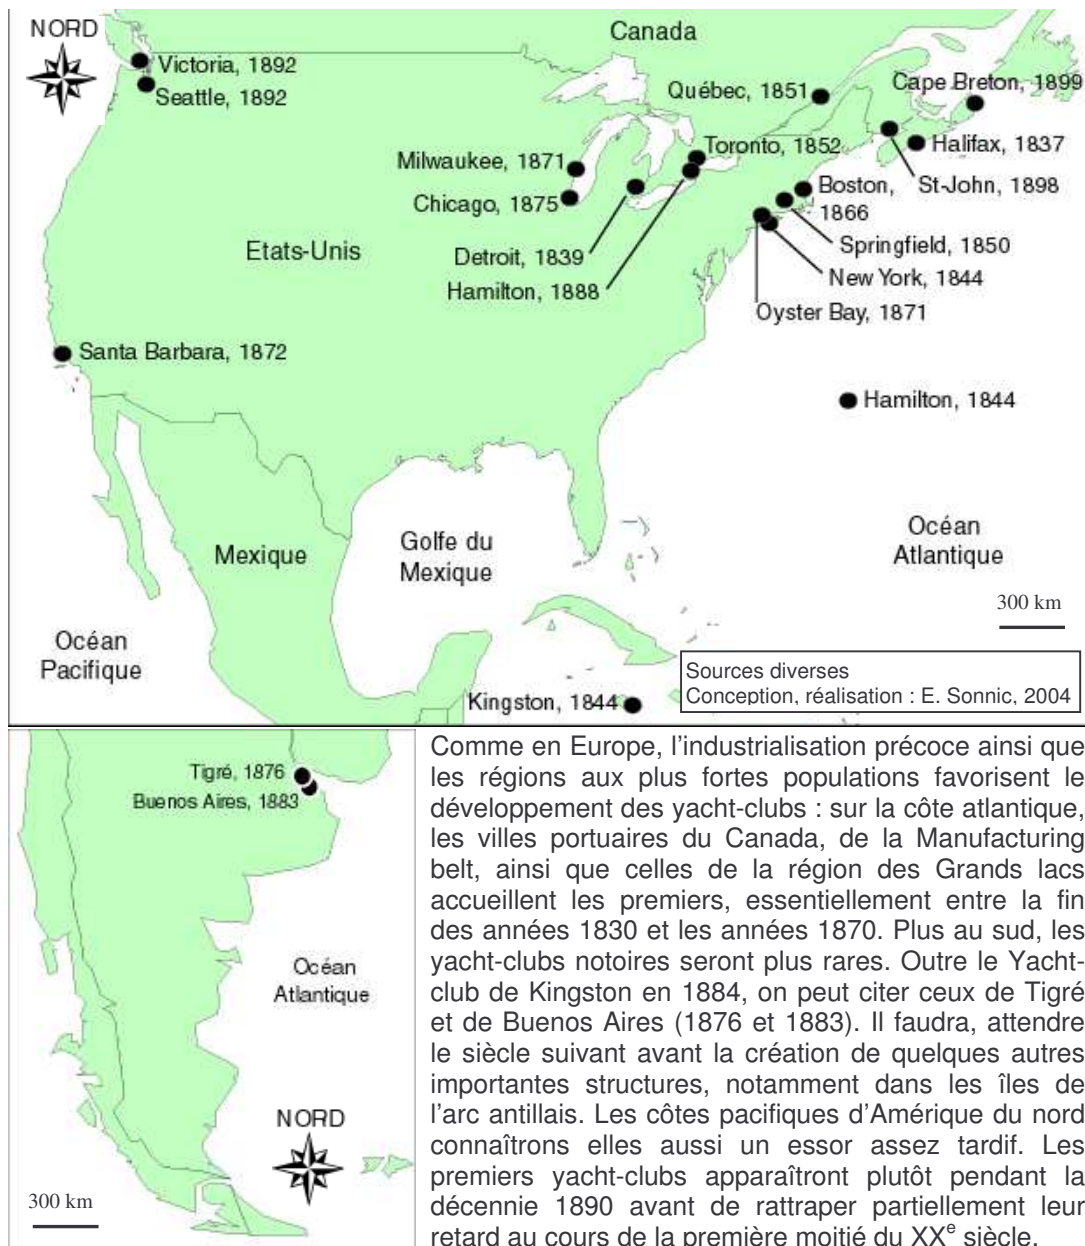 NORD
Canada
Victoria, 1892
Seattle, 1892
Québec, 1851
Cape Breton, 1899
Milwaukee, 1871
Toronto, 1852
Halifax, 1837
Chicago, 1875
Boston,
1866
St-John, 1898
Etats-Unis
Detroit, 1839
Springfield, 1850
Hamilton, 1888
New York, 1844
Oyster Bay, 1871
Santa Barbara, 1872
Hamilton, 1844
Mexique
Golfe du
Mexique
Océan
Atlantique
300 km
Océan
Pacifique
Sources diverses
Conception, réalisation : E. Sonnic, 2004
Kingston, 1844
Tigré, 1876
Buenos Aires, 1883
Océan
Atlantique
NORD
300 km
Comme en Europe, l'industrialisation précoce ainsi que
les régions aux plus fortes populations favorisent le
développement des yacht-clubs : sur la côte atlantique,
les villes portuaires du Canada, de la Manufacturing
belt, ainsi que celles de la région des Grands lacs
accueillent les premiers, essentiellement entre la fin
des années 1830 et les années 1870. Plus au sud, les
yacht-clubs notoires seront plus rares. Outre le Yacht-
club de Kingston en 1884, on peut citer ceux de Tigré
et de Buenos Aires (1876 et 1883). Il faudra, attendre
le siècle suivant avant la création de quelques autres
importantes structures, notamment dans les îles de
l'arc antillais. Les côtes pacifiques d'Amérique du nord
connaîtrons elles aussi un essor assez tardif. Les
premiers yacht-clubs apparaîtront plutôt pendant la
décennie 1890 avant de rattraper partiellement leur
retard au cours de la première moitié du XXe siècle.